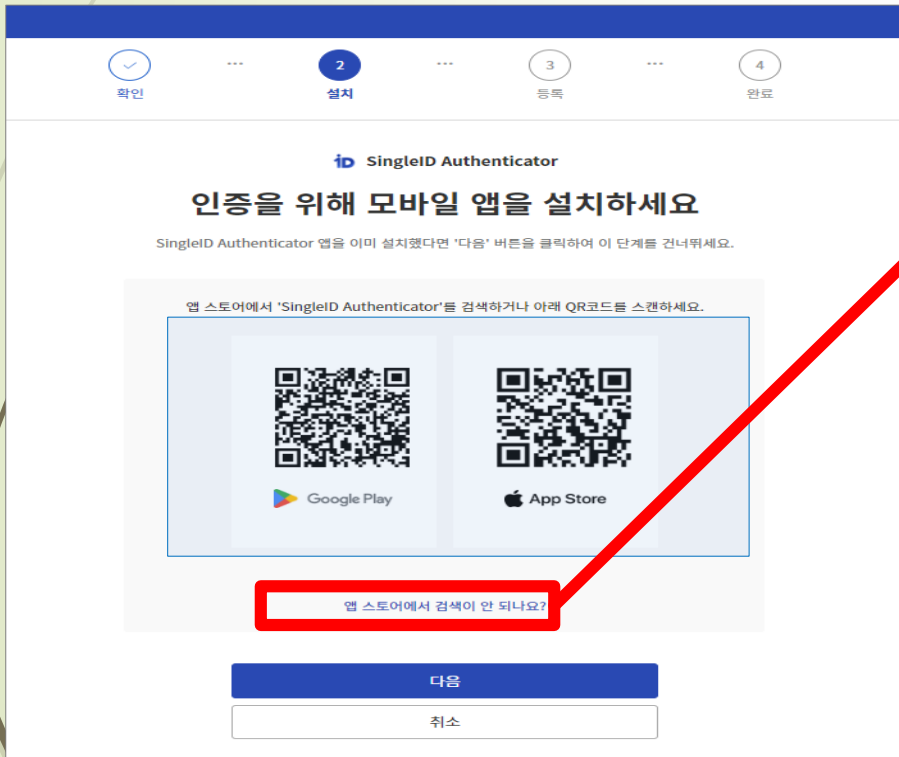 2
3
4
확인
설치
등록
완료
iD SingleID Authenticator
인증을 위해 모바일 앱을 설치하세요
SingleID Authenticator 앱을 이미 설치했다면 '다음' 버튼을 클릭하여 이 단계를 건너뛰세요.
앱 스토어에서 'SingleID Authenticator'를 검색하거나 아래 QR코드를 스캔하세요.
Google Play
App Store
앱 스토어에서 검색이 안 되나요?
다음
취소